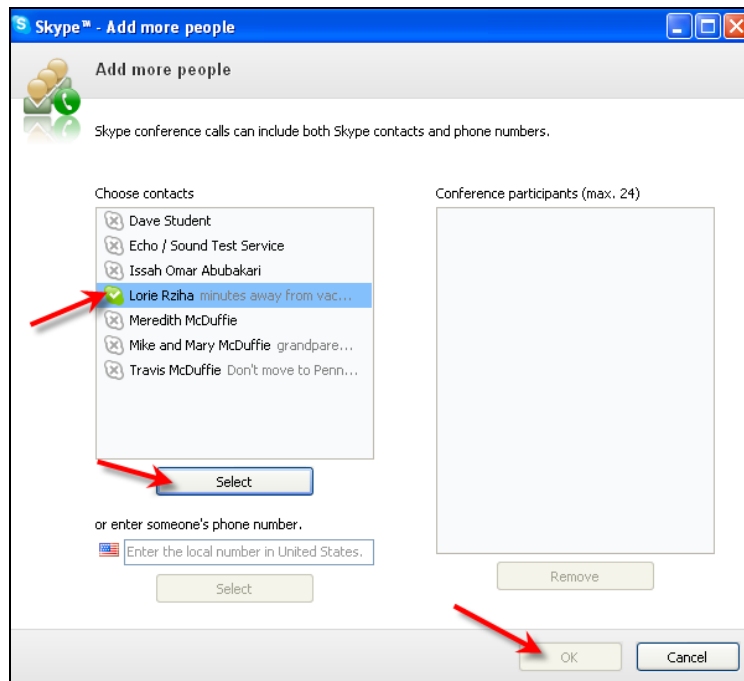 Skype™ - Add more people
Add more people
Skype conference calls can include both Skype contacts and phone numbers.
Choose contacts
Dave Student
Echo / Sound Test Service
Issah Omar Abubakari
Lorie Rziha minutes away from vac...
Meredith McDuffie
Mike and Mary McDuffie grandpare...
Travis McDuffie Don't move to Penn...
Select
or enter someone's phone number.
Enter the local number in United States.
Select
Conference participants (max. 24)
Remove
OK
Cancel